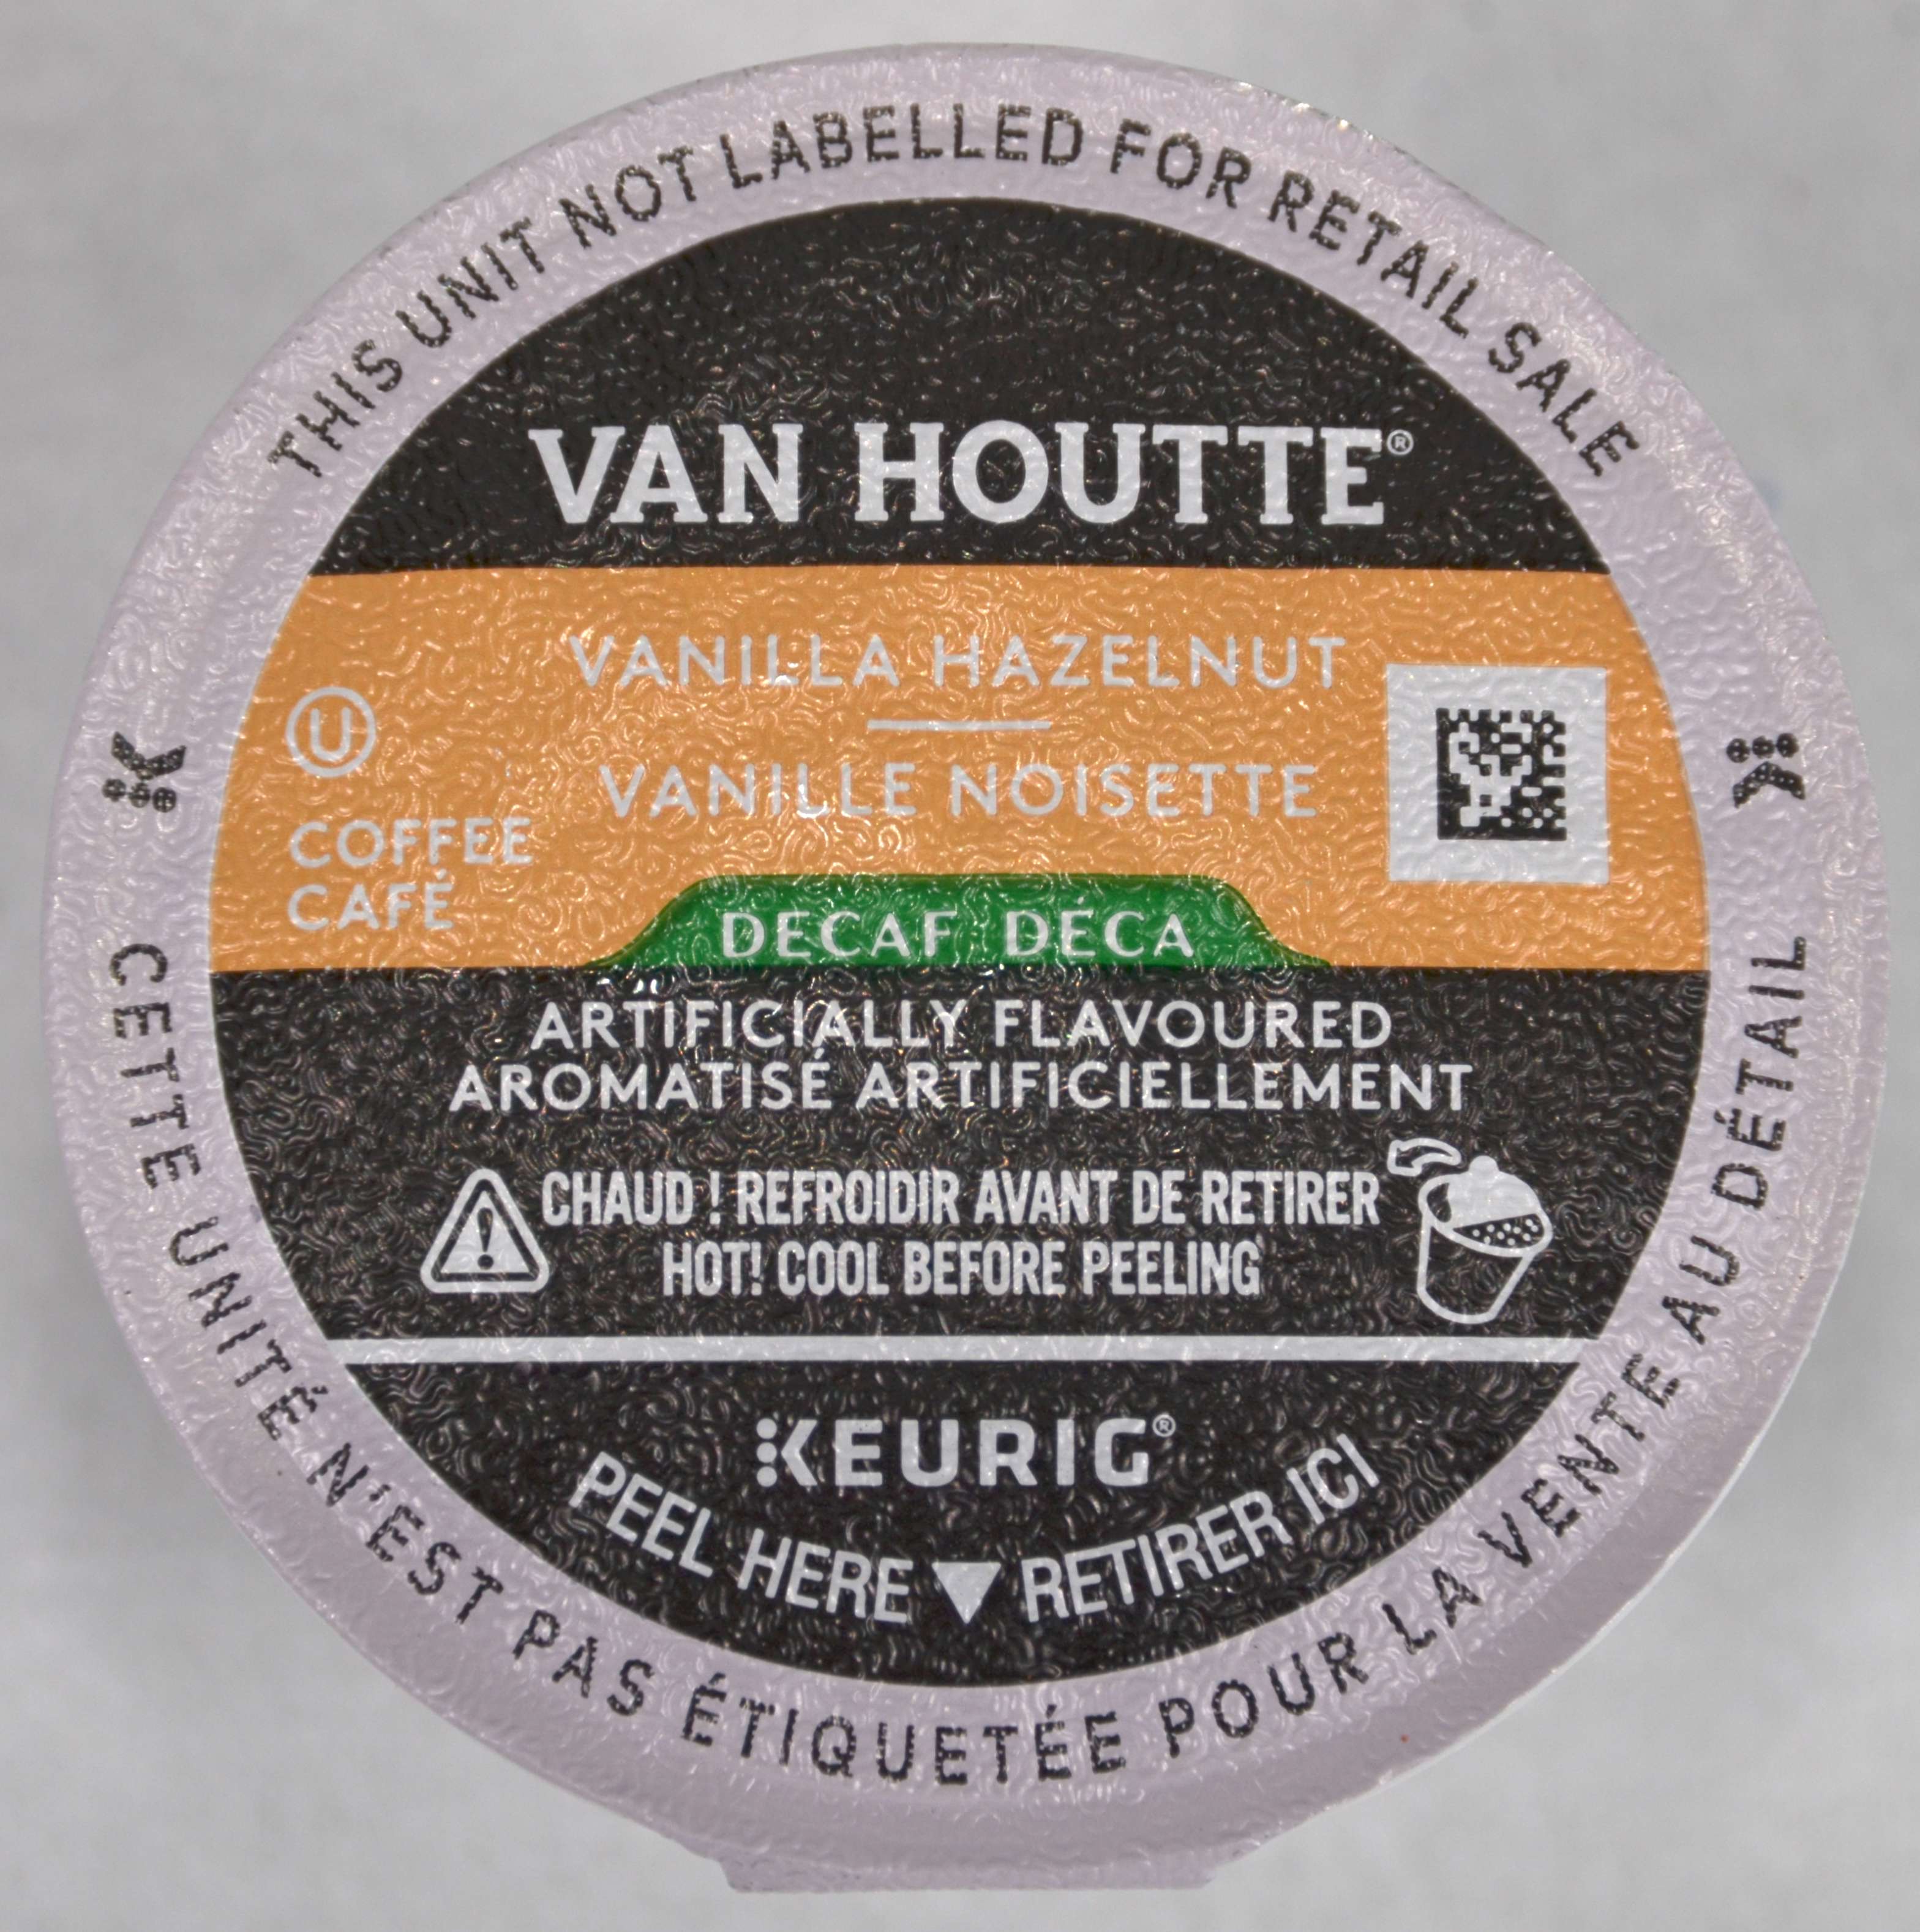 THIS UNIT NOT LABELLED FOR RETAIL SALE
VAN HOUTTE®
VANILLA HAZELNUT
VANILLE NOISETTE
U
COFFEE
CAFÉ
DECAF DÉCA
ARTIFICIALLY FLAVOURED
AROMATISÉ ARTIFICIELLEMENT
CHAUD ! REFROIDIR AVANT DE RETIRER
HOT! COOL BEFORE PEELING
KEURIG®
PEEL HERE ▼ RETIRER ICI
CETTE UNITÉ N'EST PAS ÉTIQUETÉE POUR LA VENTE AU DÉTAIL